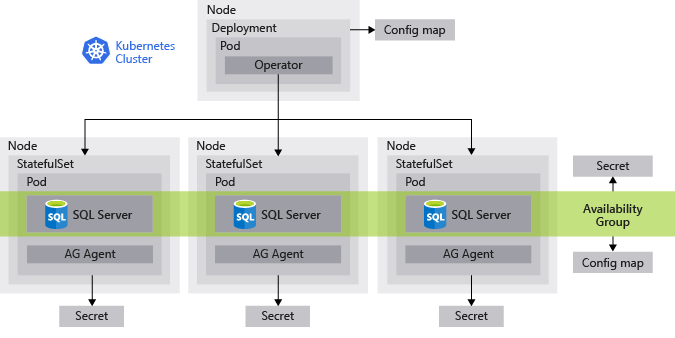 Node
Deployment
Pod
Operator
Config map
Kubernetes
Cluster
Node
StatefulSet
Pod
SQL
SQL Server
AG Agent
Secret
Node
StatefulSet
Pod
SQL
SQL Server
AG Agent
Secret
Node
StatefulSet
Pod
SQL
SQL Server
AG Agent
Secret
Secret
Availability
Group
Config map